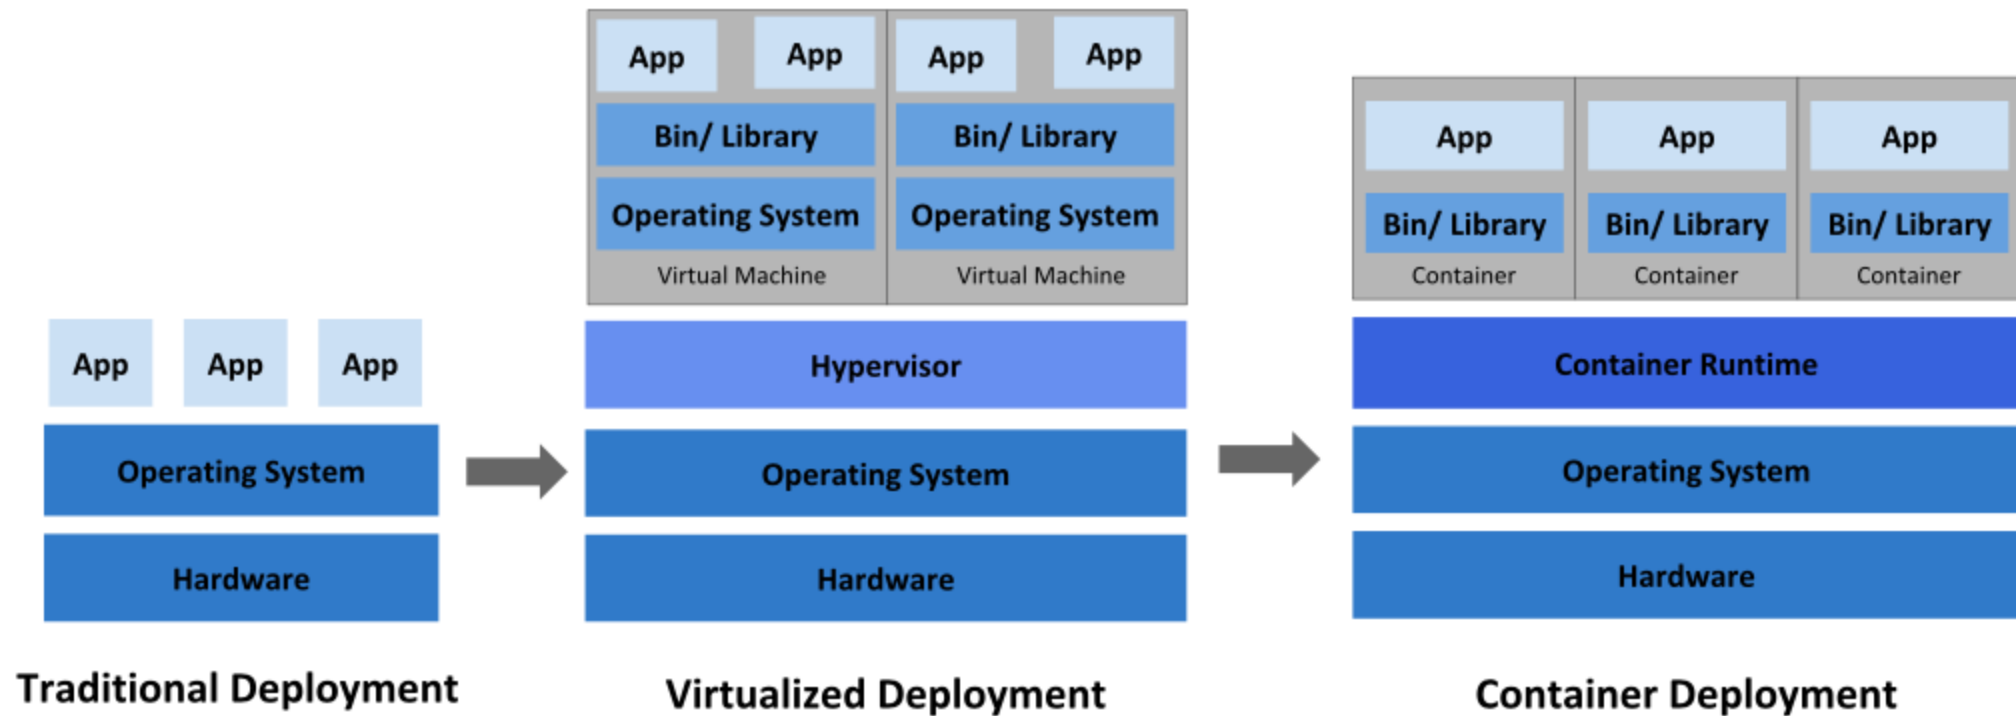 App App App
Operating System
Hardware
Traditional Deployment
App App App App
Bin/ Library Bin/ Library
Operating System Operating System
Virtual Machine Virtual Machine
Hypervisor
Operating System
Hardware
Virtualized Deployment
App App App
Bin/ Library Bin/ Library Bin/ Library
Container Container Container
Container Runtime
Operating System
Hardware
Container Deployment